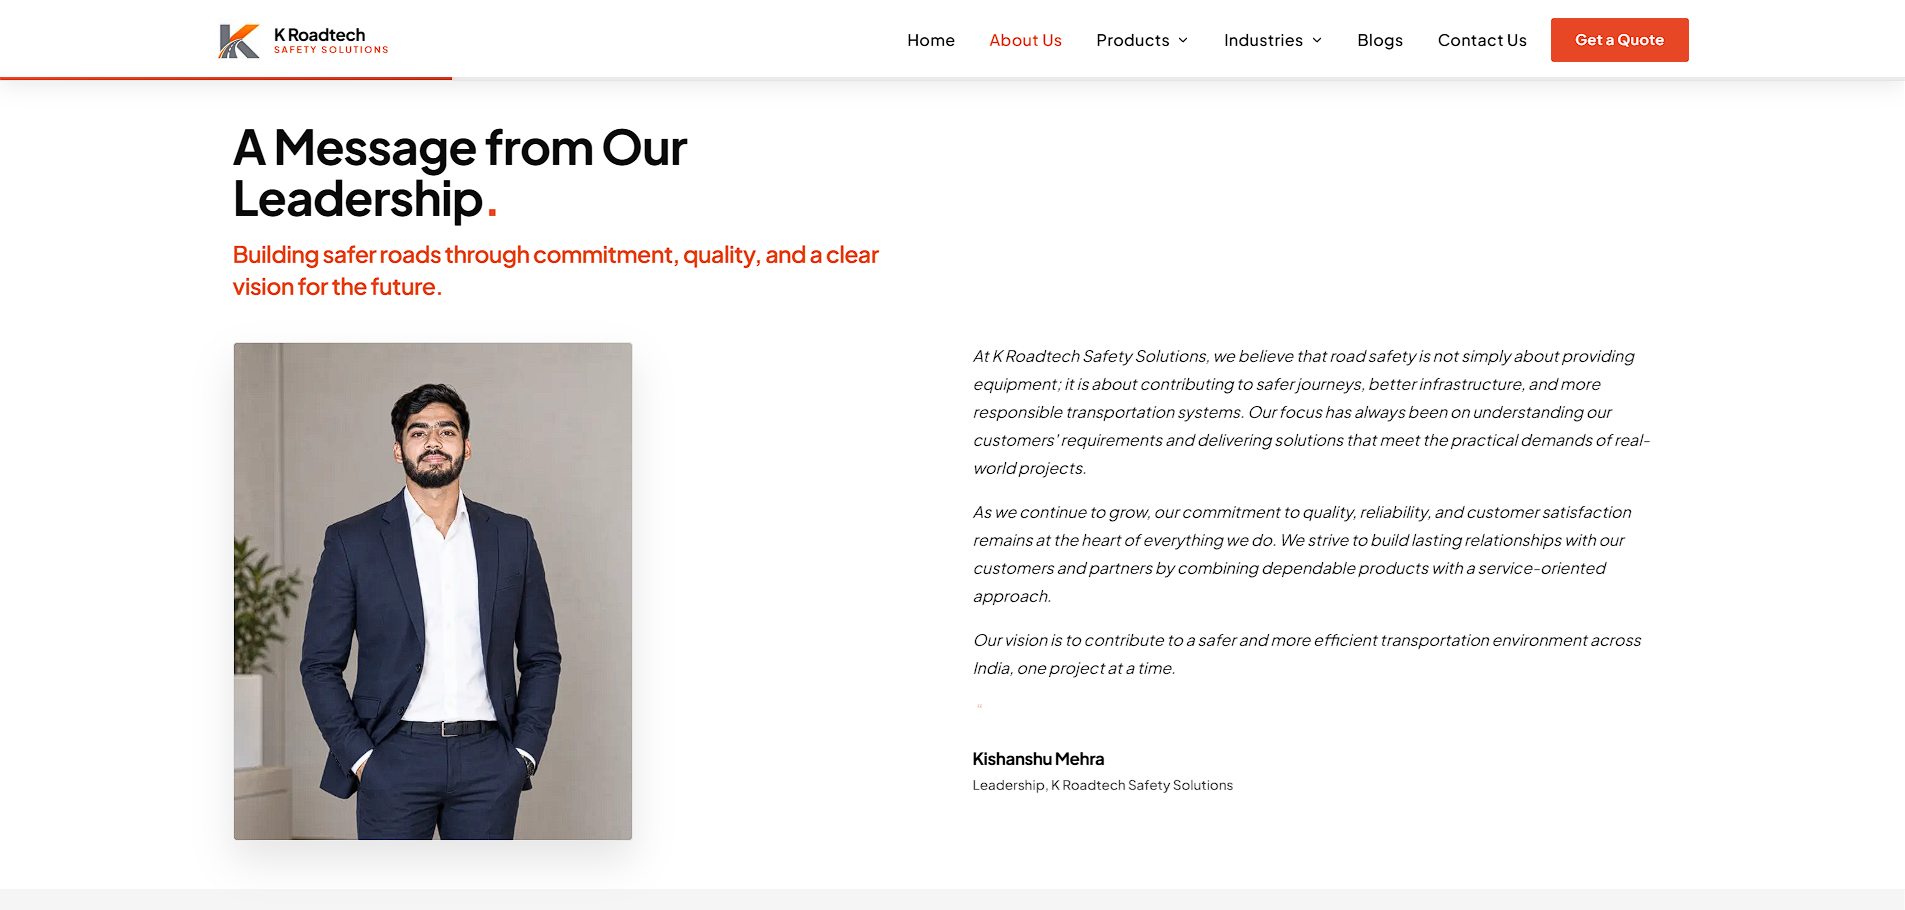 K Roadtech
SAFETY SOLUTIONS
Home
About Us
Products
Industries
Blogs
Contact Us
Get a Quote
A Message from Our
Leadership.
Building safer roads through commitment, quality, and a clear
vision for the future.
At K Roadtech Safety Solutions, we believe that road safety is not simply about providing
equipment; it is about contributing to safer journeys, better infrastructure, and more
responsible transportation systems. Our focus has always been on understanding our
customers' requirements and delivering solutions that meet the practical demands of real-
world projects.
As we continue to grow, our commitment to quality, reliability, and customer satisfaction
remains at the heart of everything we do. We strive to build lasting relationships with our
customers and partners by combining dependable products with a service-oriented
approach.
Our vision is to contribute to a safer and more efficient transportation environment across
India, one project at a time.
“
Kishanshu Mehra
Leadership, K Roadtech Safety Solutions